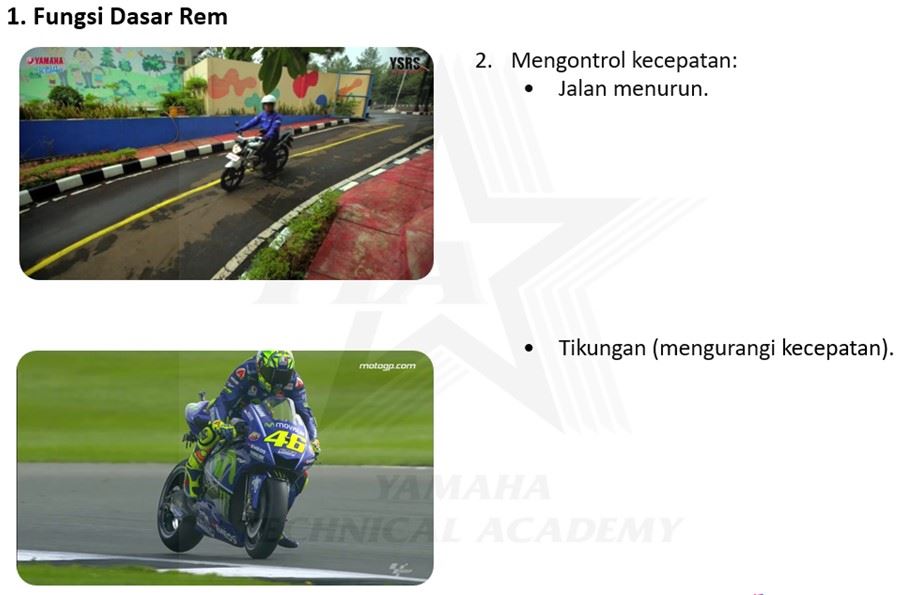 1. Fungsi Dasar Rem
YAMAHA
YSRS
2. Mengontrol kecepatan:
• Jalan menurun.
• Tikungan (mengurangi kecepatan).
motogp.com
movistar
46
YAMAHA
TECHNICAL ACADEMY